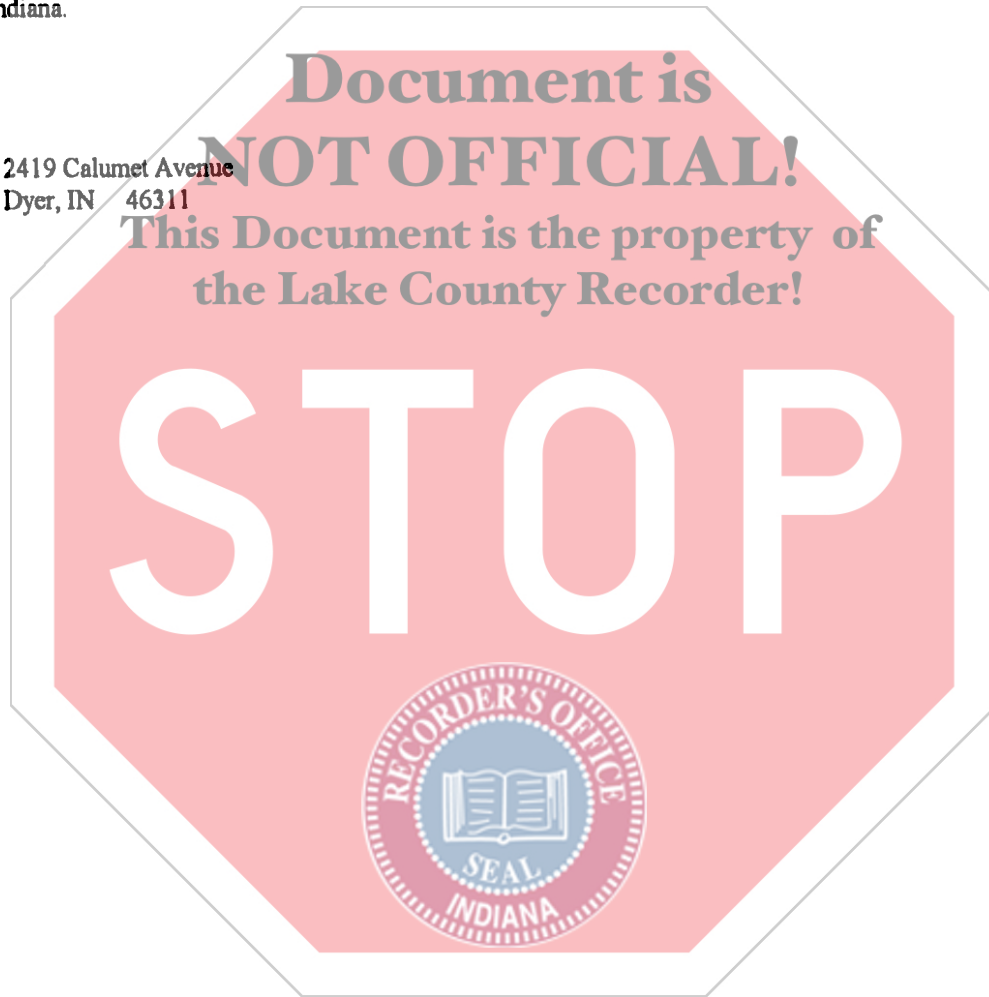 ndiana.
Document is
NOT OFFICIAL!
2419 Calumet Avenue
Dyer, IN 46311
This Document is the property of
the Lake County Recorder!
STOP
RECORDER'S OFFICE
SEAL
INDIANA